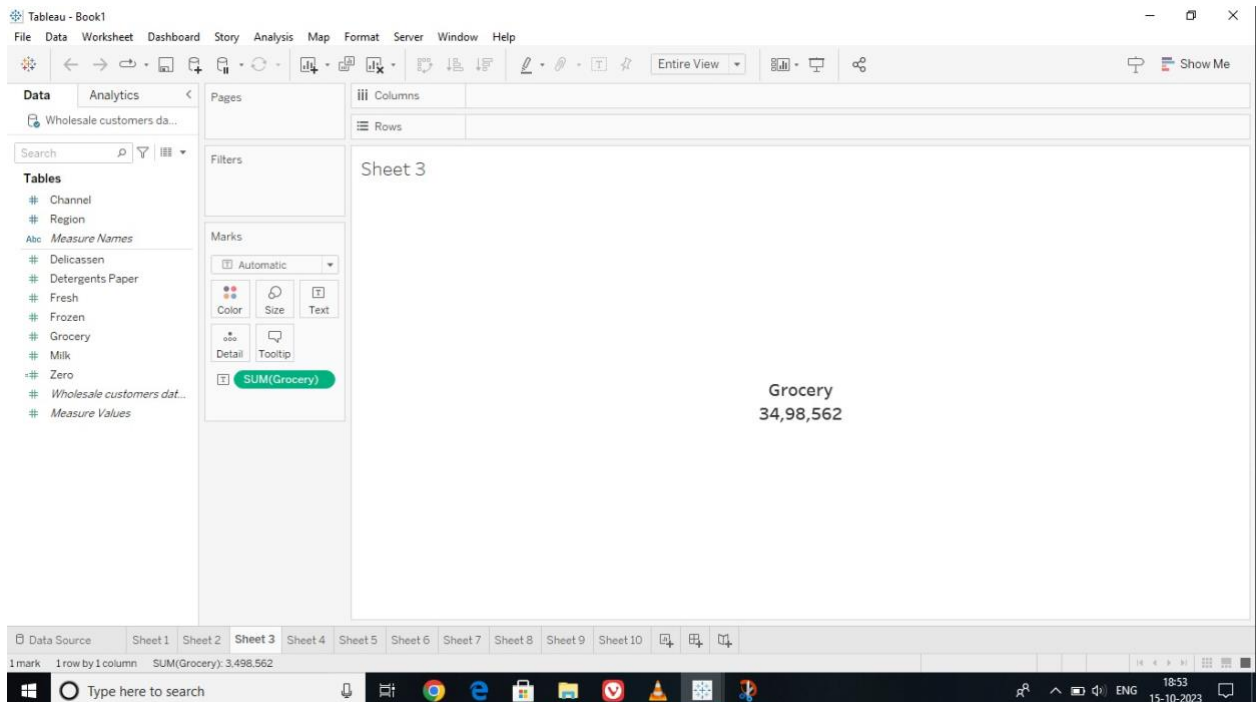 Tableau - Book1
File Data Worksheet Dashboard Story Analysis Map Format Server Window Help
Entire View
Show Me
Data Analytics
Wholesale customers da...
Search
Tables
# Channel
# Region
Abc Measure Names
# Delicassen
# Detergents Paper
# Fresh
# Frozen
# Grocery
# Milk
=# Zero
# Wholesale customers dat...
# Measure Values
Pages
Filters
Marks
Automatic
Color Size Text
Detail Tooltip
SUM(Grocery)
Columns
Rows
Sheet 3
Grocery
34,98,562
Data Source Sheet 1 Sheet 2 Sheet 3 Sheet 4 Sheet 5 Sheet 6 Sheet 7 Sheet 8 Sheet 9 Sheet 10
1 mark 1 row by 1 column SUM(Grocery): 3,498,562
Type here to search
ENG
18:53
15-10-2023